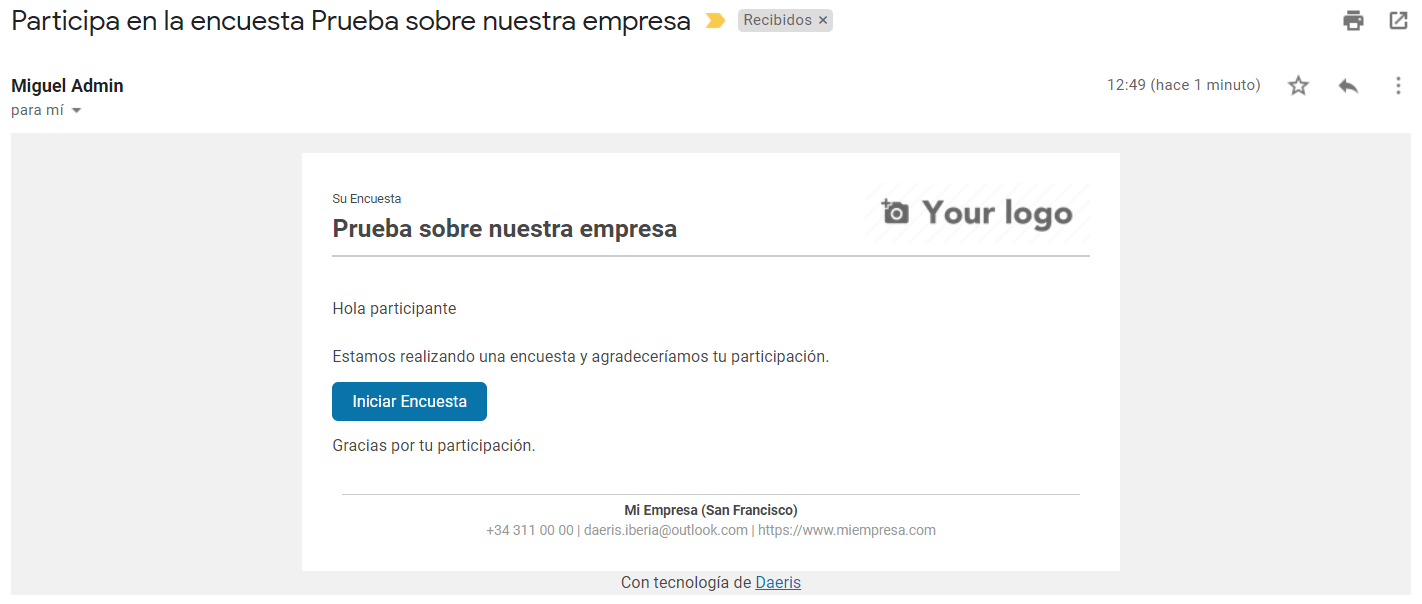 Participa en la encuesta Prueba sobre nuestra empresa Recibidos ×
Miguel Admin 12:49 (hace 1 minuto)
para mí
Su Encuesta
Prueba sobre nuestra empresa
Your logo
Hola participante
Estamos realizando una encuesta y agradeceríamos tu participación.
Iniciar Encuesta
Gracias por tu participación.
Mi Empresa (San Francisco)
+34 311 00 00 | daeris.iberia@outlook.com | https://www.miempresa.com
Con tecnología de Daeris